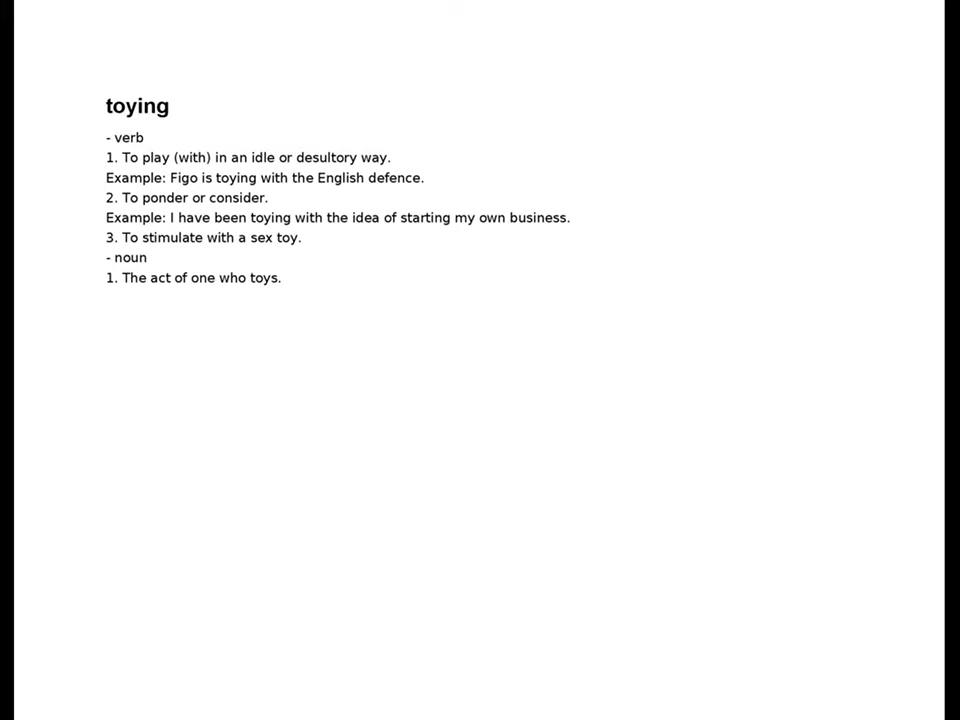 toying
- verb
1. To play (with) in an idle or desultory way.
Example: Figo is toying with the English defence.
2. To ponder or consider.
Example: I have been toying with the idea of starting my own business.
3. To stimulate with a sex toy.
- noun
1. The act of one who toys.